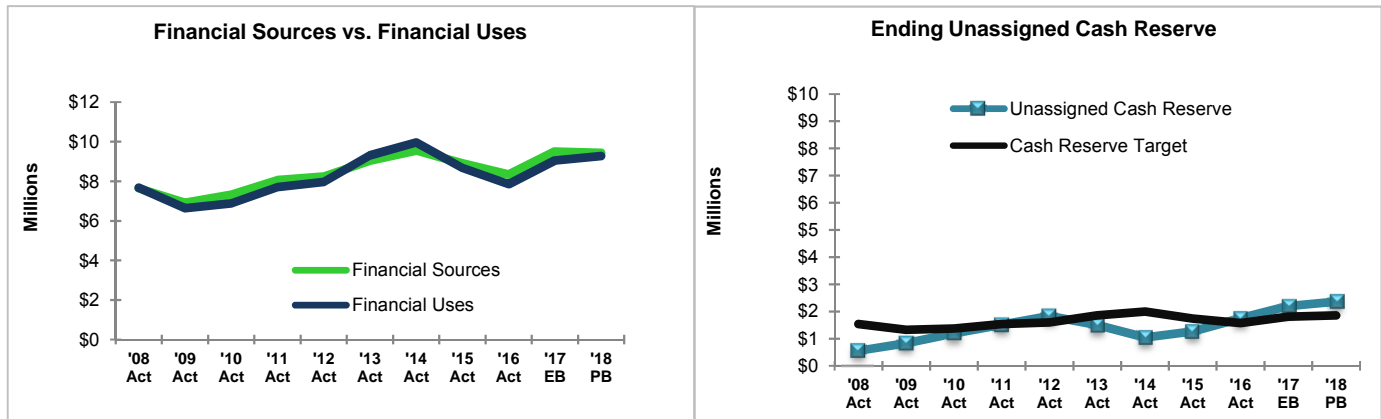 Financial Sources vs. Financial Uses
$12
$10
$8
$6
$4
$2
$0
Millions
Financial Sources
Financial Uses
'08 '09 '10 '11 '12 '13 '14 '15 '16 '17 '18
Act Act Act Act Act Act Act Act Act EB PB
Ending Unassigned Cash Reserve
$10
$9
$8
$7
$6
$5
$4
$3
$2
$1
$0
Millions
Unassigned Cash Reserve
Cash Reserve Target
'08 '09 '10 '11 '12 '13 '14 '15 '16 '17 '18
Act Act Act Act Act Act Act Act Act EB PB